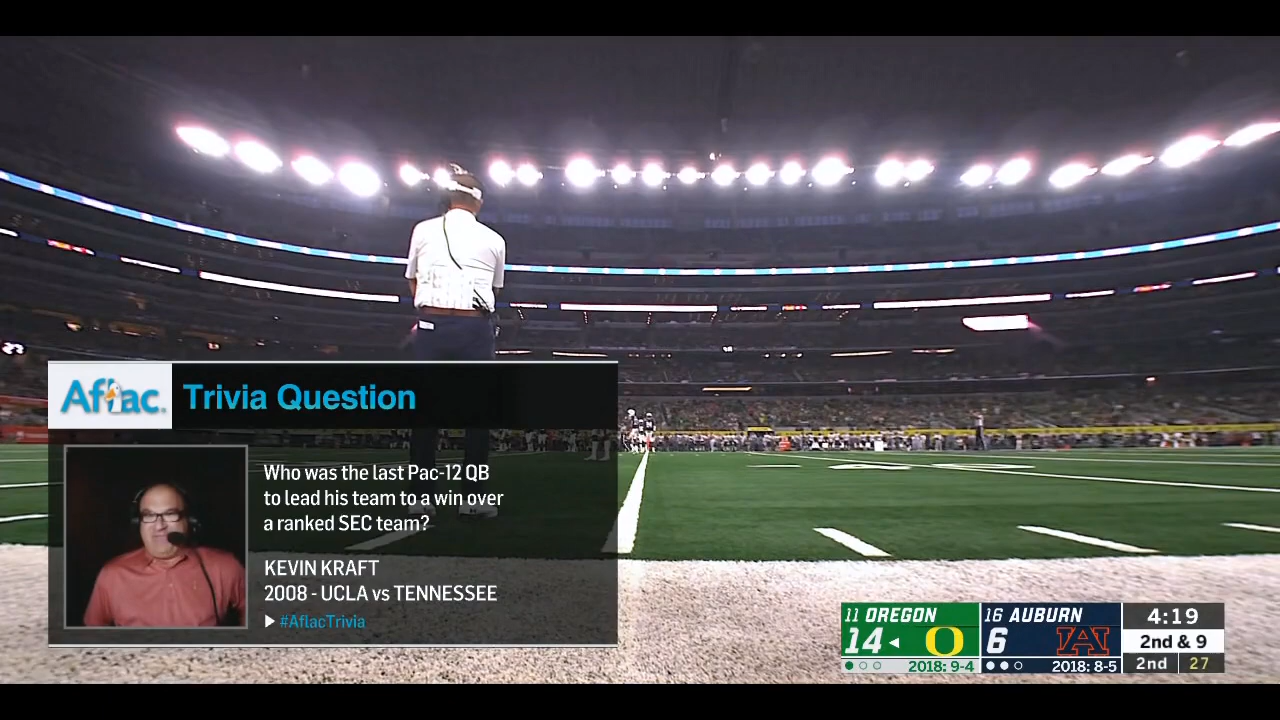 Aflac.
Trivia Question
Who was the last Pac-12 QB
to lead his team to a win over
a ranked SEC team?
KEVIN KRAFT
2008 - UCLA vs TENNESSEE
#AflacTrivia
11 OREGON
14
O
2018: 9-4
16 AUBURN
6
AU
2018: 8-5
4:19
2nd & 9
2nd
27